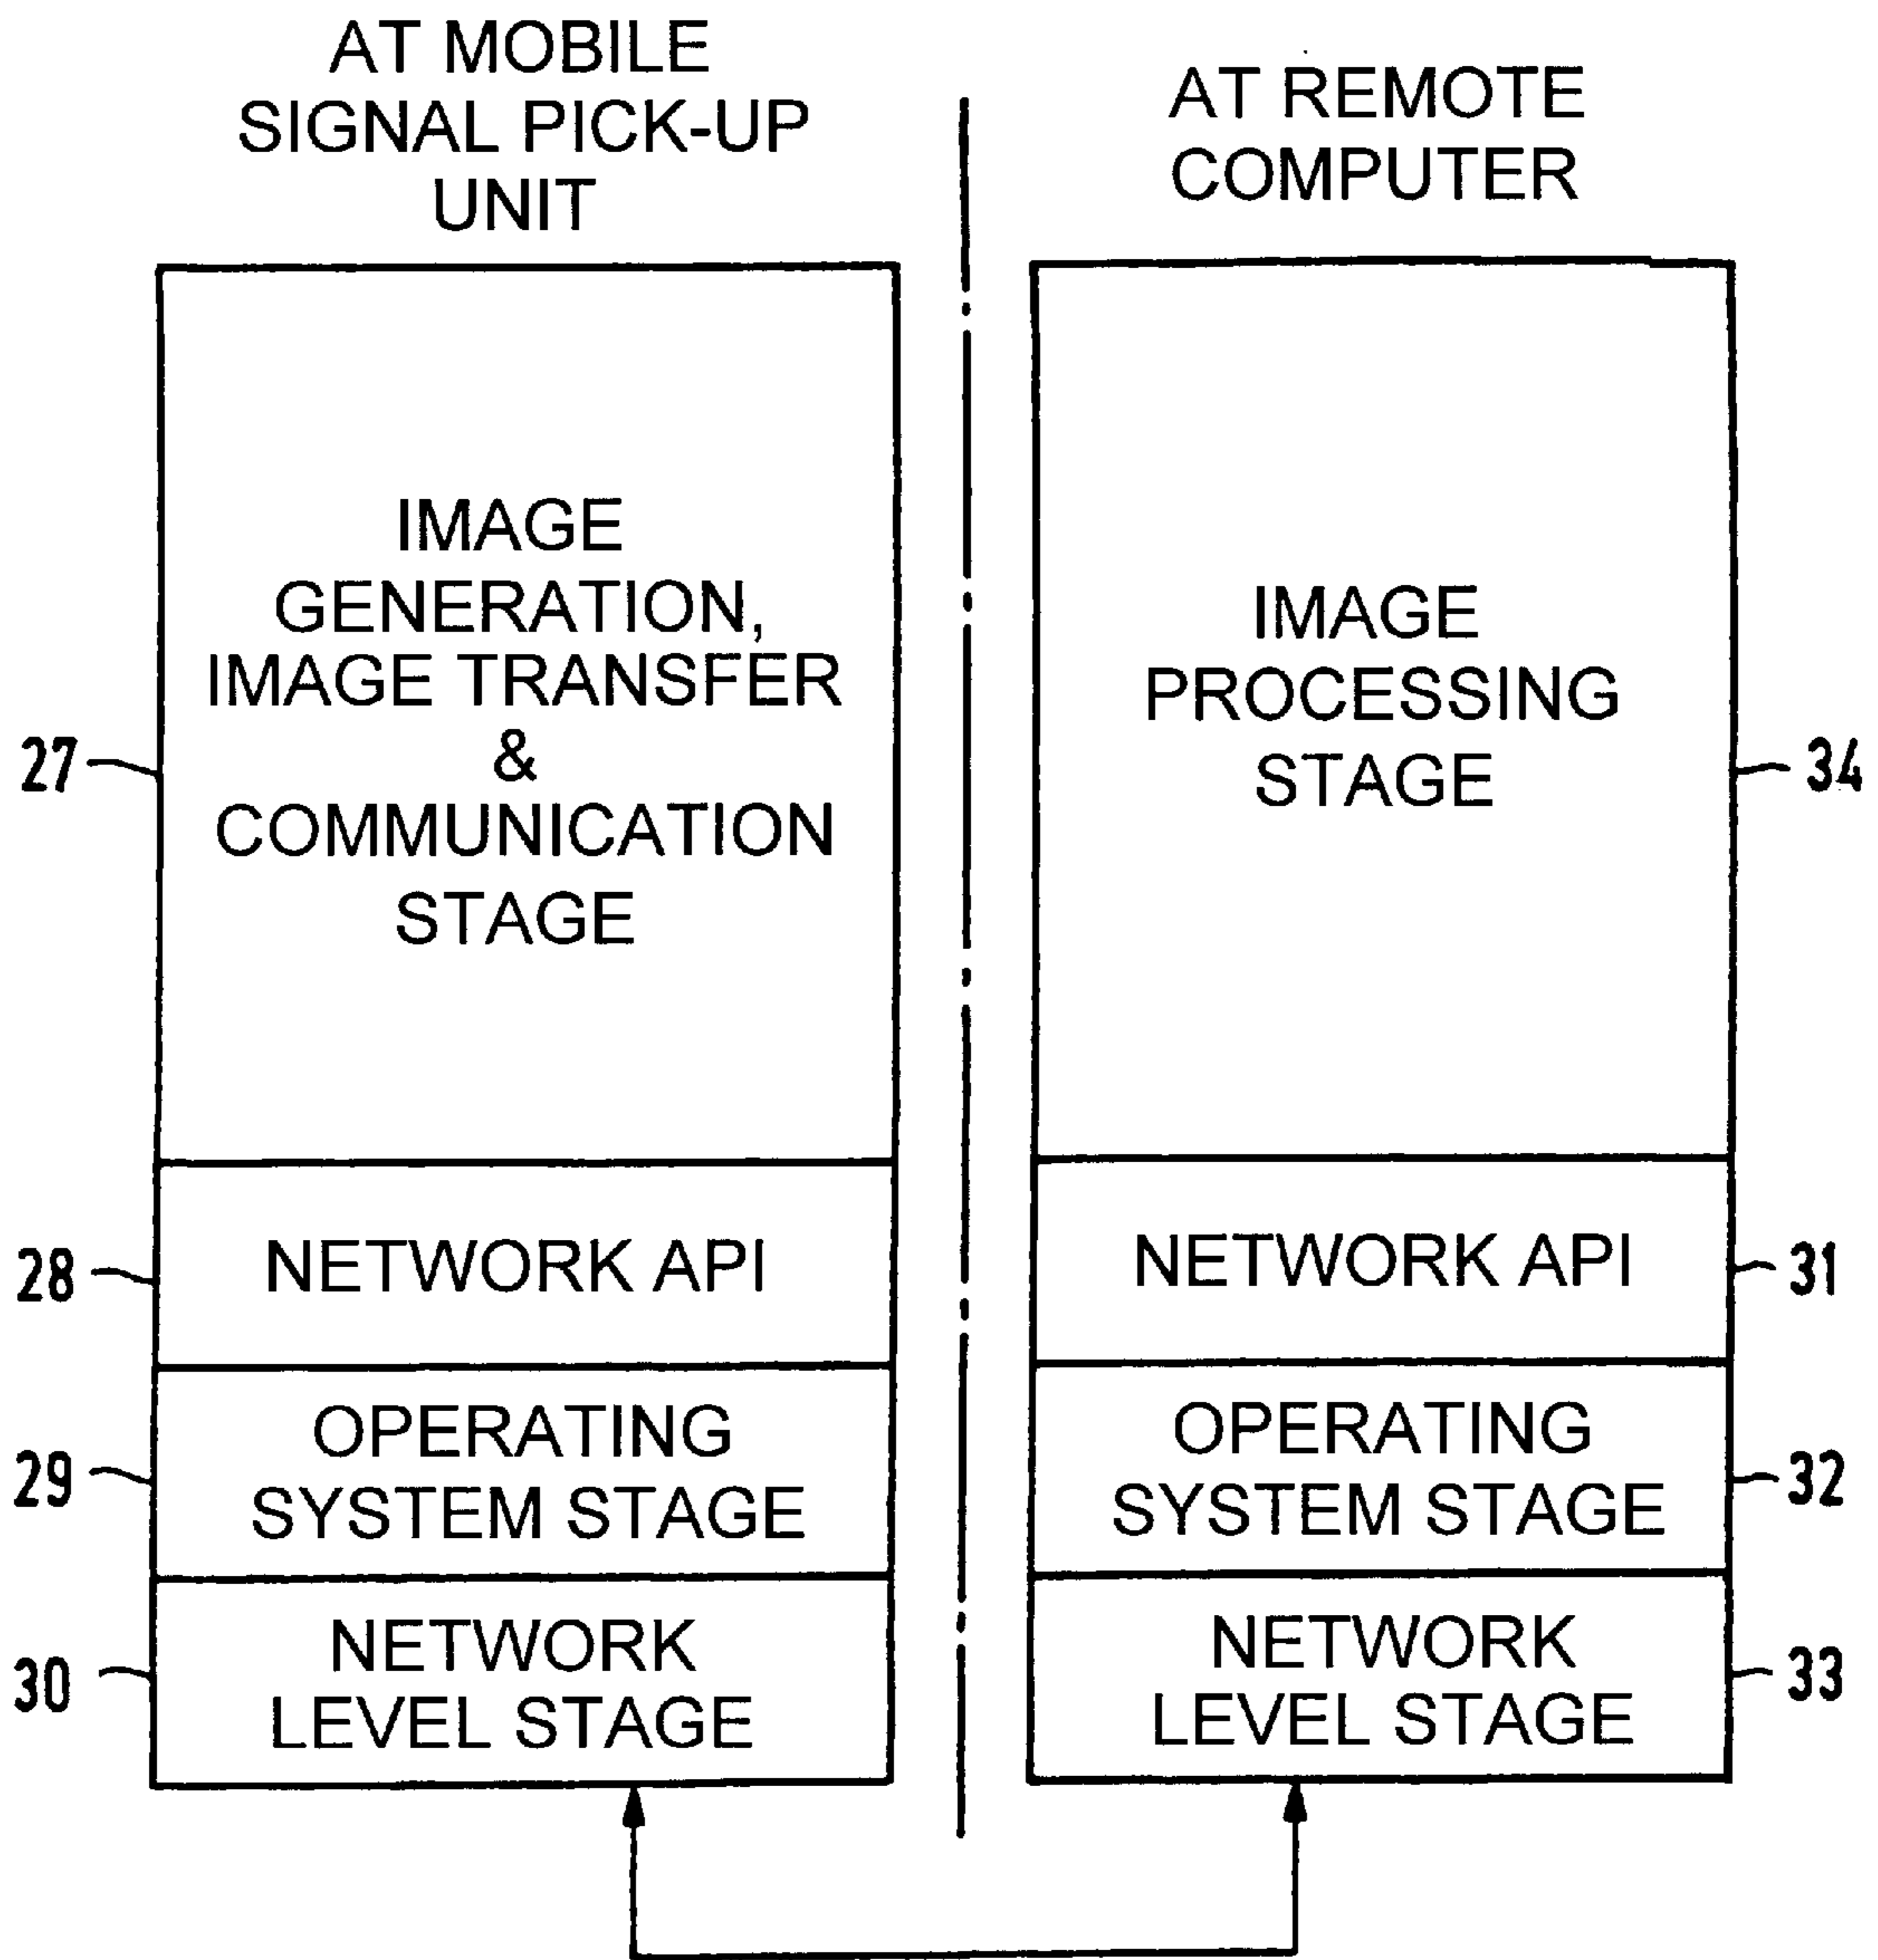 AT MOBILE
SIGNAL PICK-UP
UNIT
IMAGE
GENERATION,
IMAGE TRANSFER
&
COMMUNICATION
STAGE
27
NETWORK API
28
OPERATING
SYSTEM STAGE
29
NETWORK
LEVEL STAGE
30
AT REMOTE
COMPUTER
IMAGE
PROCESSING
STAGE
34
NETWORK API
31
OPERATING
SYSTEM STAGE
32
NETWORK
LEVEL STAGE
33